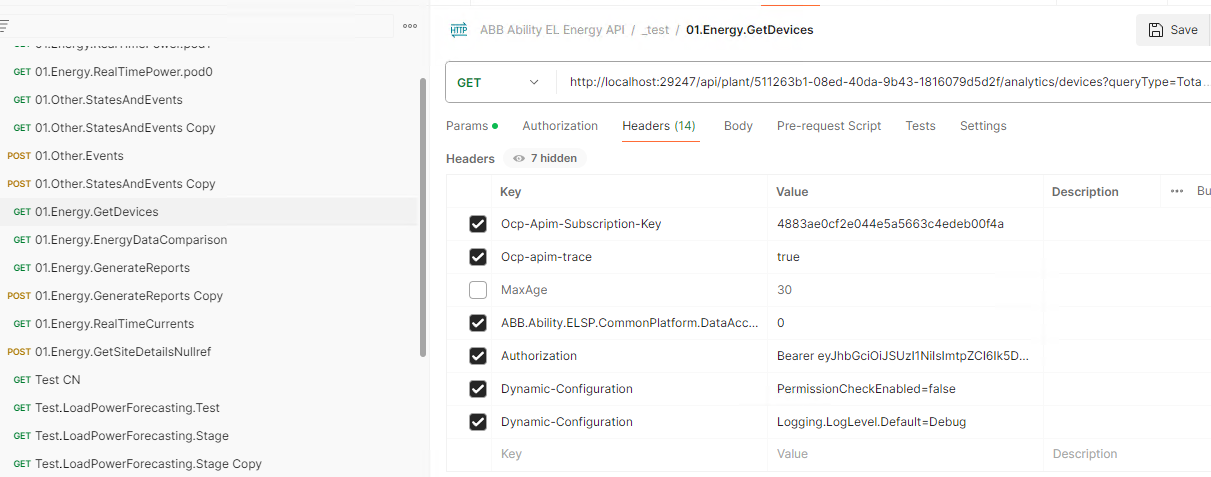 GET 01.Energy.RealTimePower.pod1
GET 01.Energy.RealTimePower.pod0
GET 01.Other.StatesAndEvents
GET 01.Other.StatesAndEvents Copy
POST 01.Other.Events
POST 01.Other.StatesAndEvents Copy
GET 01.Energy.GetDevices
GET 01.Energy.EnergyDataComparison
GET 01.Energy.GenerateReports
POST 01.Energy.GenerateReports Copy
GET 01.Energy.RealTimeCurrents
POST 01.Energy.GetSiteDetailsNullref
GET Test CN
GET Test.LoadPowerForecasting.Test
GET Test.LoadPowerForecasting.Stage
GET Test.LoadPowerForecasting.Stage Copy
HTTP ABB Ability EL Energy API / _test / 01.Energy.GetDevices
Save
GET http://localhost:29247/api/plant/511263b1-08ed-40da-9b43-1816079d5d2f/analytics/devices?queryType=Tota...
Params Authorization Headers (14) Body Pre-request Script Tests Settings
Headers 7 hidden
Key Value Description ••• Bu
Ocp-Apim-Subscription-Key 4883ae0cf2e044e5a5663c4edeb00f4a
Ocp-apim-trace true
MaxAge 30
ABB.Ability.ELSP.CommonPlatform.DataAcc... 0
Authorization Bearer eyJhbGciOiJSUzI1NiIsImtpZCI6Ik5D...
Dynamic-Configuration PermissionCheckEnabled=false
Dynamic-Configuration Logging.LogLevel.Default=Debug
Key Value Description